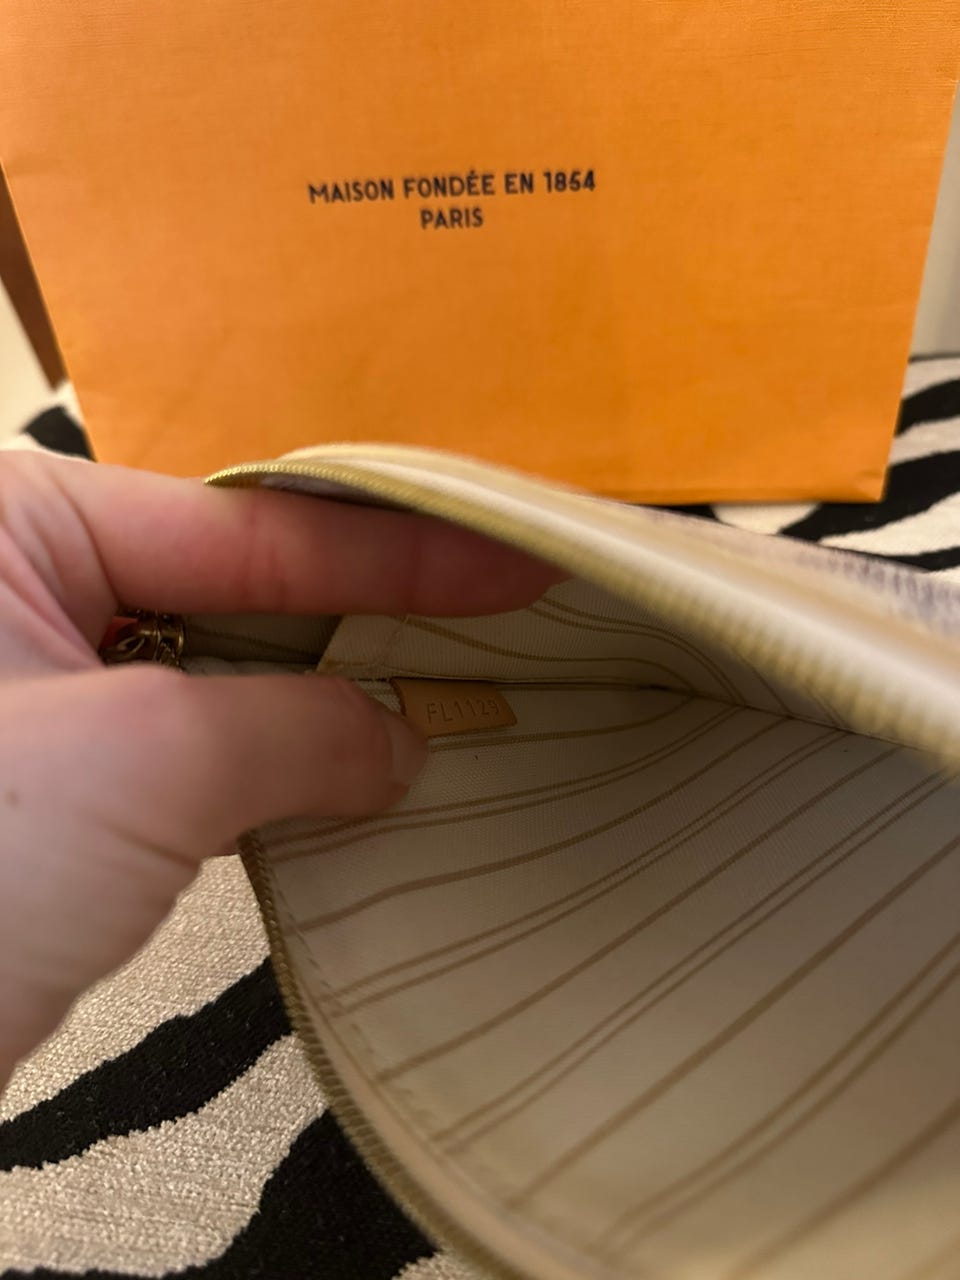 MAISON FONDÉE EN 1854
PARIS
FL1129